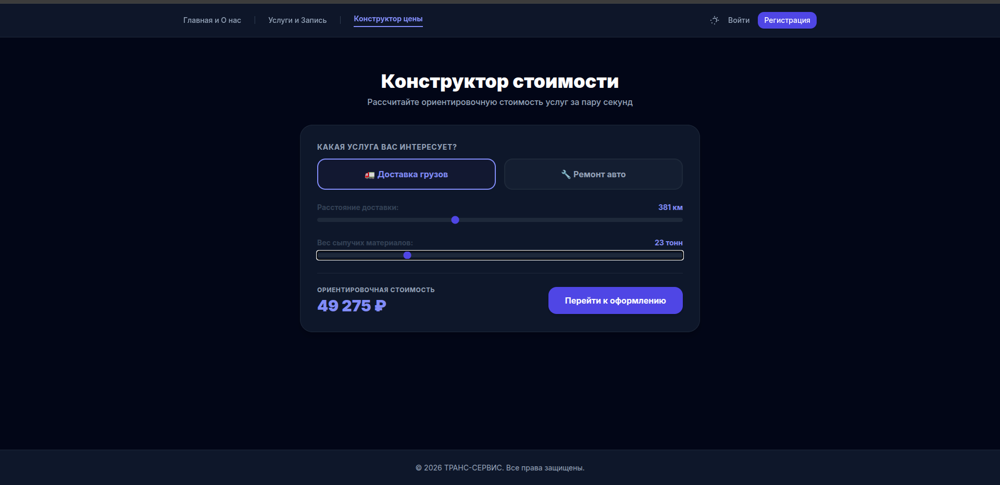 Главная и О нас
Услуги и Запись
Конструктор цены
Войти
Регистрация
Конструктор стоимости
Рассчитайте ориентировочную стоимость услуг за пару секунд
КАКАЯ УСЛУГА ВАС ИНТЕРЕСУЕТ?
🚛 Доставка грузов
🔧 Ремонт авто
Расстояние доставки:
381 км
Вес сыпучих материалов:
23 тонн
ОРИЕНТИРОВОЧНАЯ СТОИМОСТЬ
49 275 ₽
Перейти к оформлению
© 2026 ТРАНС-СЕРВИС. Все права защищены.